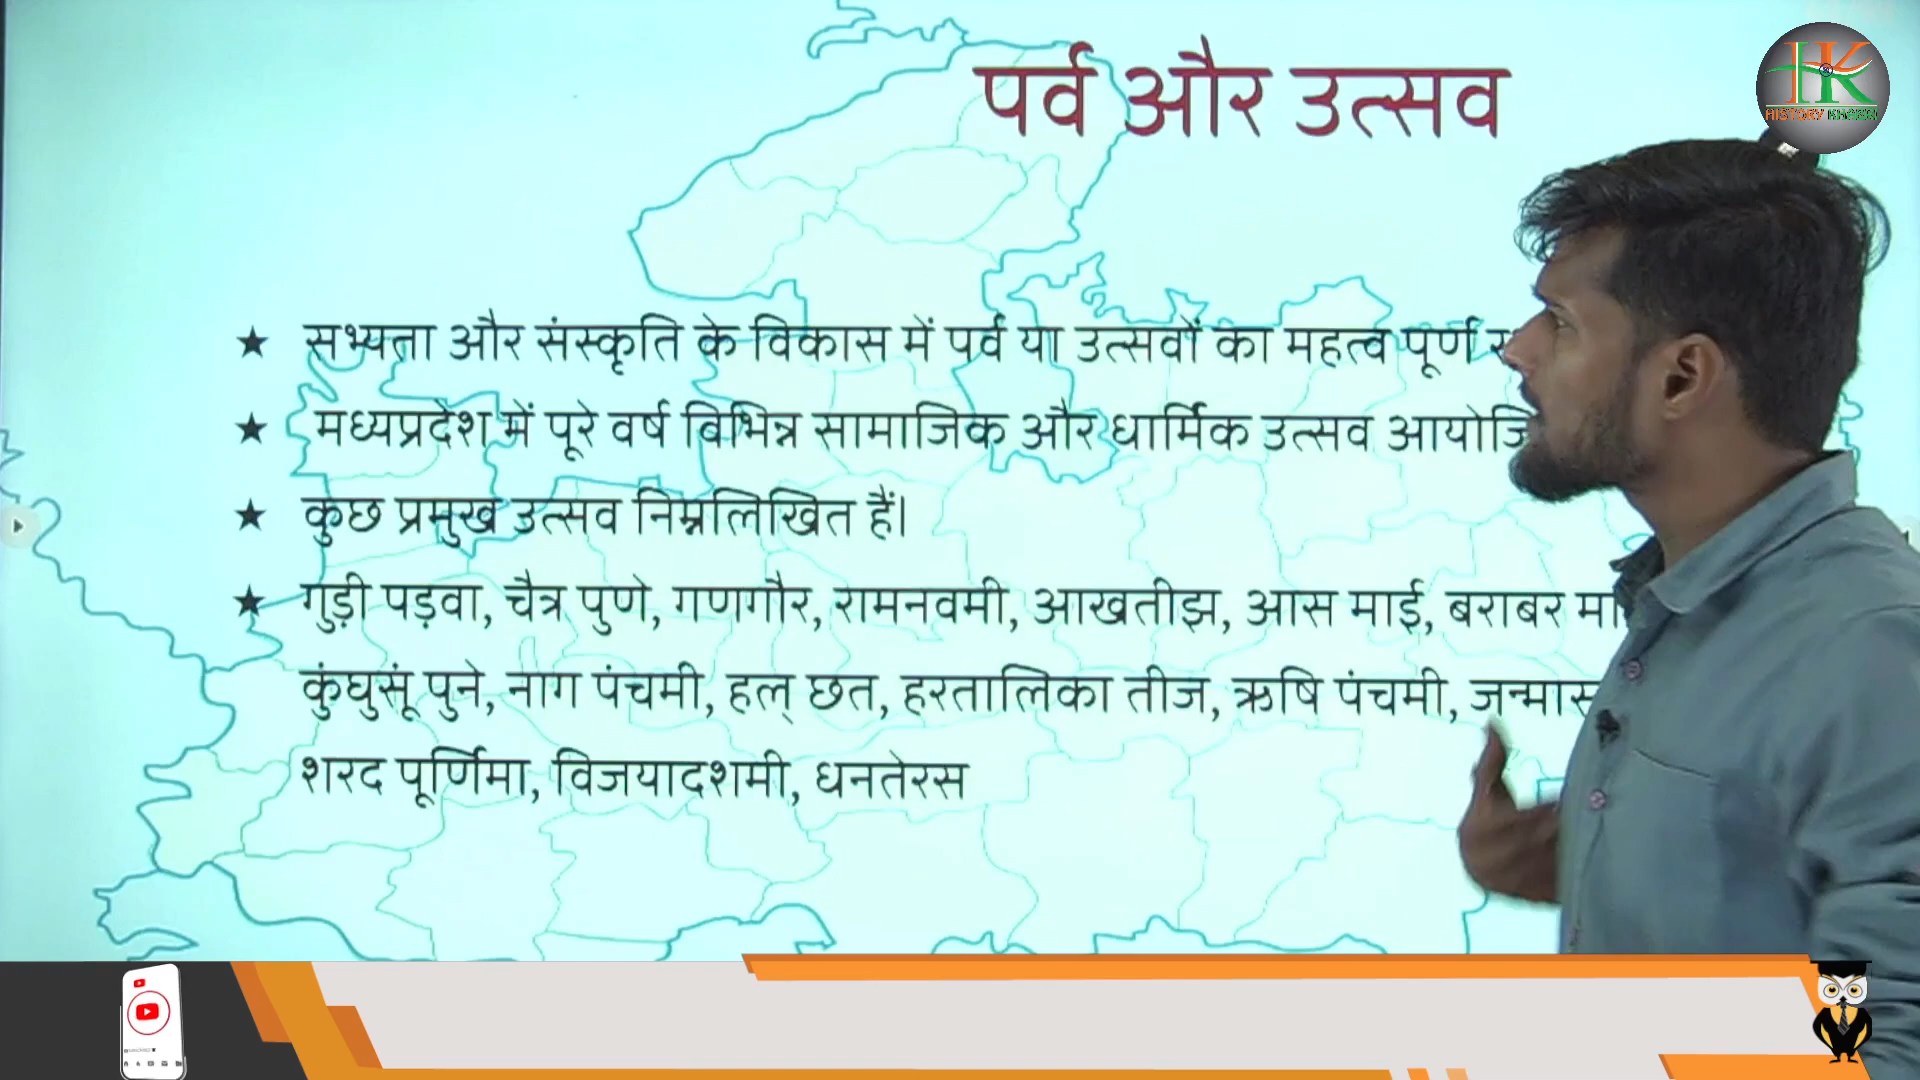 पर्व और उत्सव
HISTORY
★ सभ्यता और संस्कृति के विकास में पर्व या उत्सवों का महत्व पूर्ण
★ मध्यप्रदेश में पूरे वर्ष विभिन्न सामाजिक और धार्मिक उत्सव
★ कुछ प्रमुख उत्सव निम्नलिखित हैं।
★ गुड़ी पड़वा, चैत्र पुणे, गणगौर, रामनवमी, आखतीझ, आस माई, बराबर
कुंघुसूं पुने, नाग पंचमी, हल् छत, हरतालिका तीज, ऋषि पंचमी,
शरद पूर्णिमा, विजयादशमी, धनतेरस